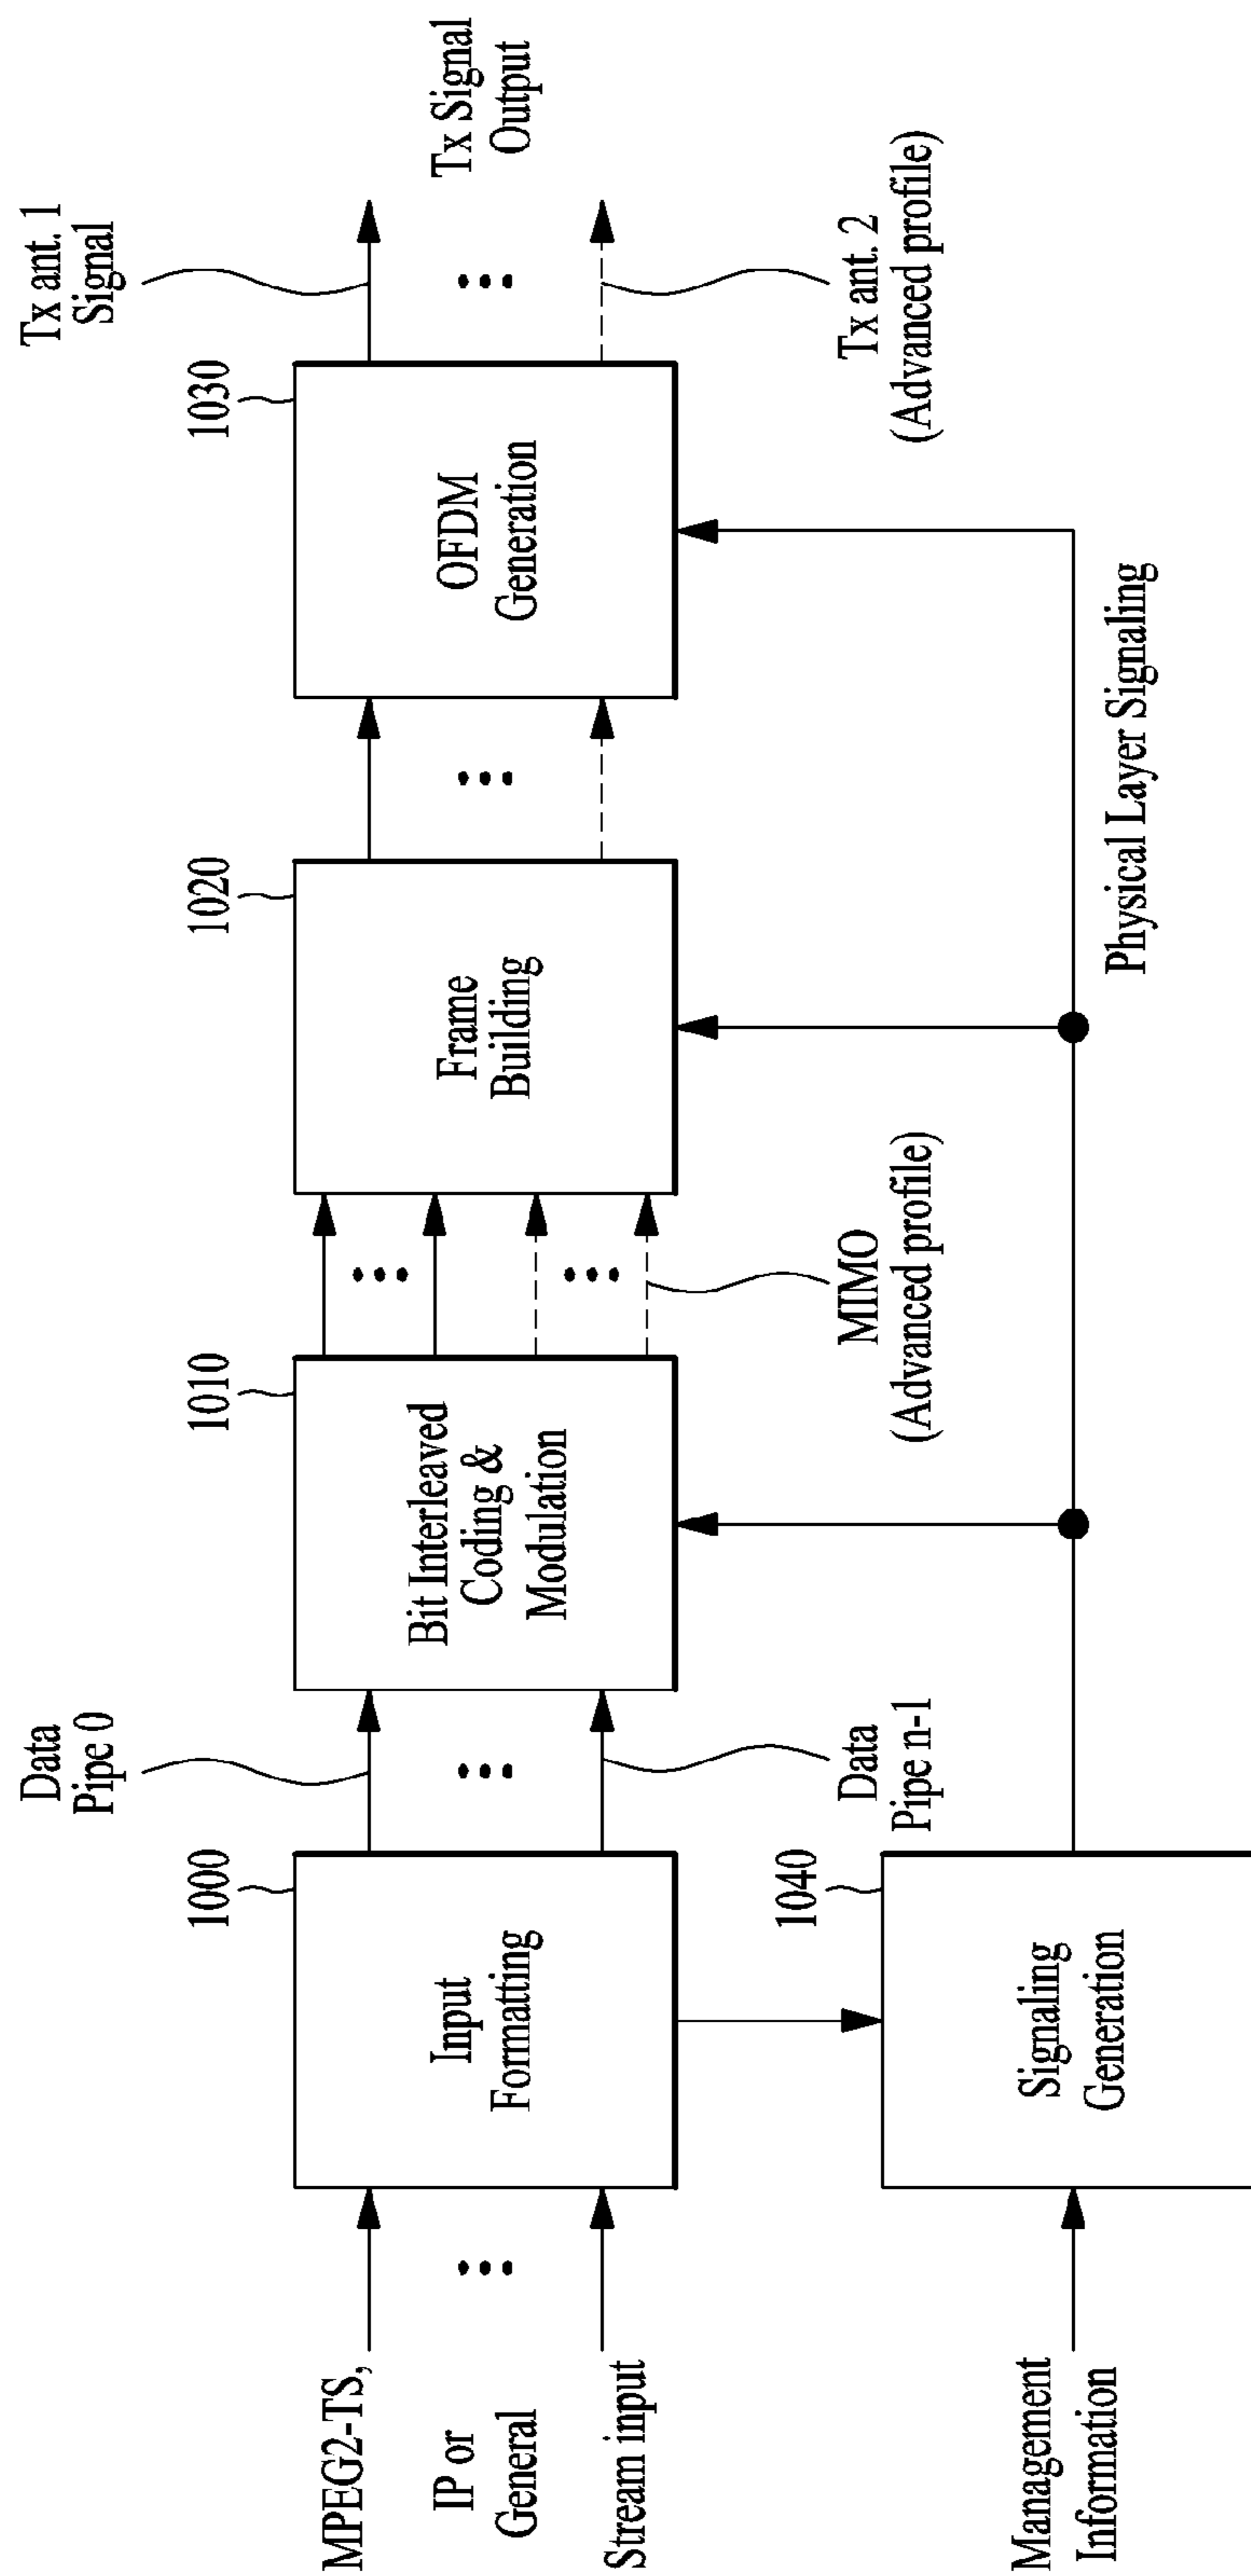 MPEG2-TS,
IP or
General
Stream input
Management
Information
1000
Input
Formatting
1040
Signaling
Generation
Data
Pipe 0
Data
Pipe n-1
1010
Bit Interleaved
Coding &
Modulation
MIMO
(Advanced profile)
1020
Frame
Building
Physical Layer Signaling
1030
OFDM
Generation
Tx ant. 1
Signal
Tx ant. 2
(Advanced profile)
Tx Signal
Output